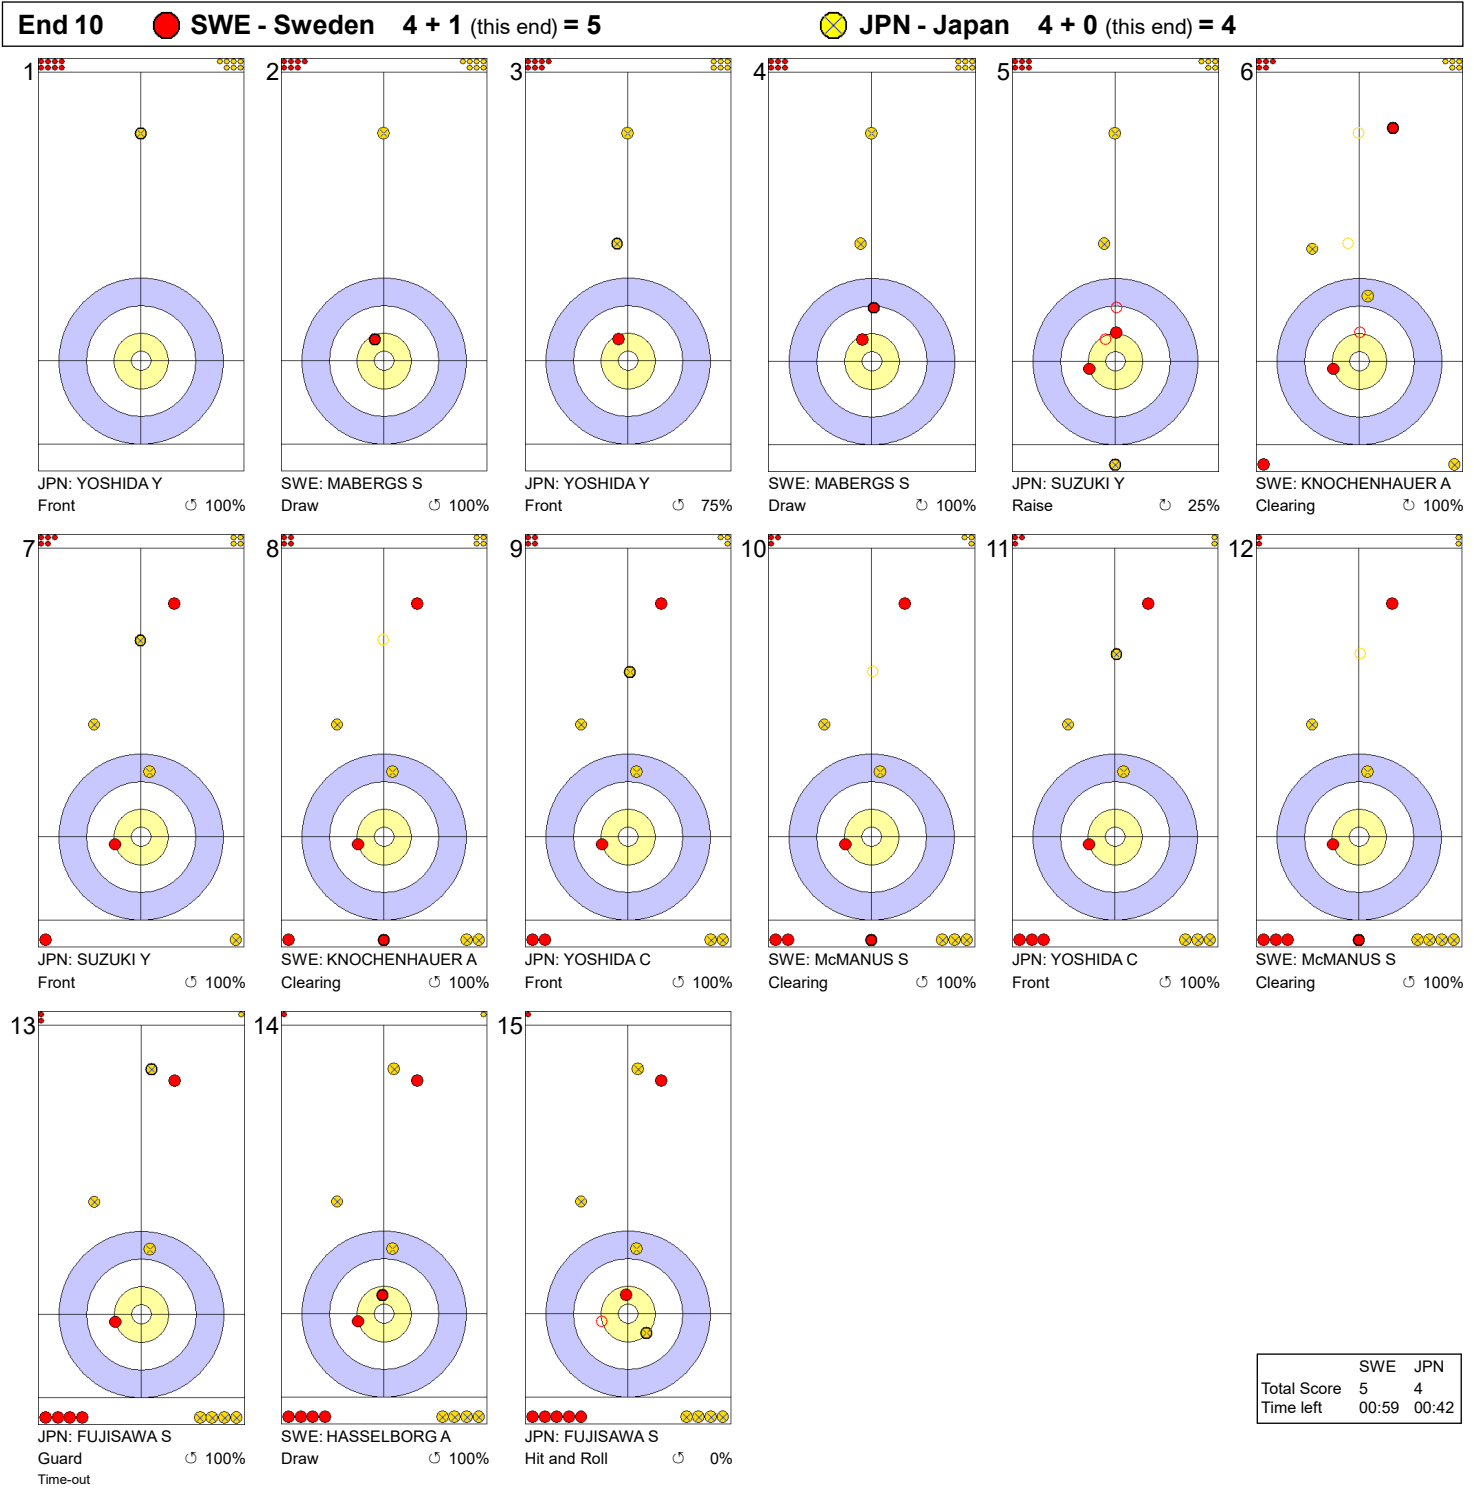 End 10 SWE - Sweden 4 + 1 (this end) = 5 JPN - Japan 4 + 0 (this end) = 4
1 2 3 4 5 6
JPN: YOSHIDA Y SWE: MABERGS S JPN: YOSHIDA Y SWE: MABERGS S JPN: SUZUKI Y SWE: KNOCHENHAUER A
Front ↺ 100% Draw ↺ 100% Front ↺ 75% Draw ↻ 100% Raise ↻ 25% Clearing ↺ 100%
7 8 9 10 11 12
JPN: SUZUKI Y SWE: KNOCHENHAUER A JPN: YOSHIDA C SWE: McMANUS S JPN: YOSHIDA C SWE: McMANUS S
Front ↺ 100% Clearing ↺ 100% Front ↺ 100% Clearing ↺ 100% Front ↺ 100% Clearing ↺ 100%
13 14 15
SWE JPN
Total Score 5 4
Time left 00:59 00:42
JPN: FUJISAWA S SWE: HASSELBORG A JPN: FUJISAWA S
Guard ↺ 100% Draw ↺ 100% Hit and Roll ↺ 0%
Time-out